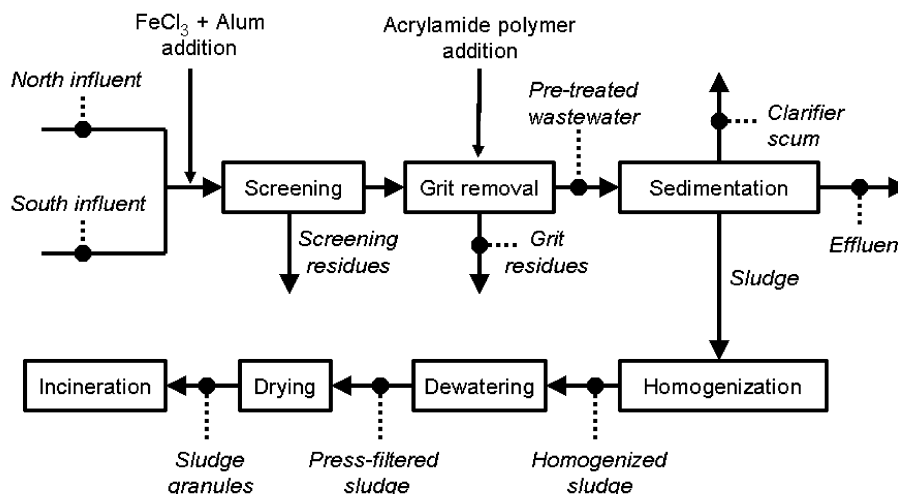 FeCl3 + Alum
addition
Acrylamide polymer
addition
North influent
Pre-treated
wastewater
Clarifier
scum
Screening
Grit removal
Sedimentation
South influent
Screening
residues
Grit
residues
Effluen
Sludge
Incineration
Drying
Dewatering
Homogenization
Sludge
granules
Press-filtered
sludge
Homogenized
sludge